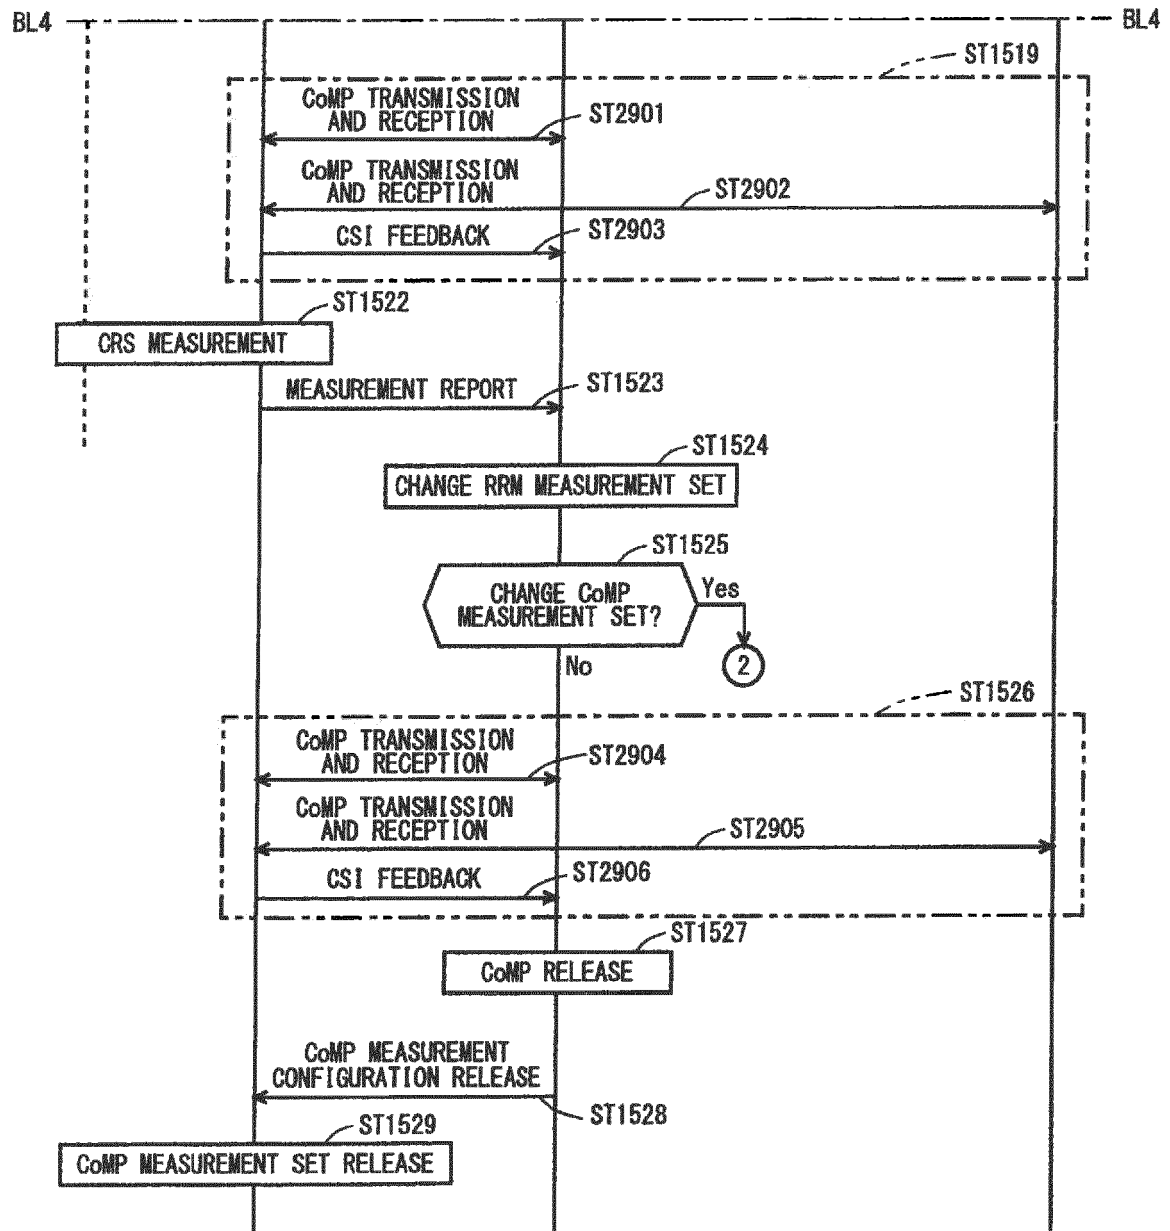 BL4
BL4
ST1519
CoMP TRANSMISSION
AND RECEPTION
ST2901
CoMP TRANSMISSION
AND RECEPTION
ST2902
CSI FEEDBACK
ST2903
ST1522
CRS MEASUREMENT
MEASUREMENT REPORT
ST1523
ST1524
CHANGE RRM MEASUREMENT SET
ST1525
CHANGE CoMP
MEASUREMENT SET?
Yes
2
No
ST1526
CoMP TRANSMISSION
AND RECEPTION
ST2904
CoMP TRANSMISSION
AND RECEPTION
ST2905
CSI FEEDBACK
ST2906
ST1527
CoMP RELEASE
CoMP MEASUREMENT
CONFIGURATION RELEASE
ST1528
ST1529
CoMP MEASUREMENT SET RELEASE